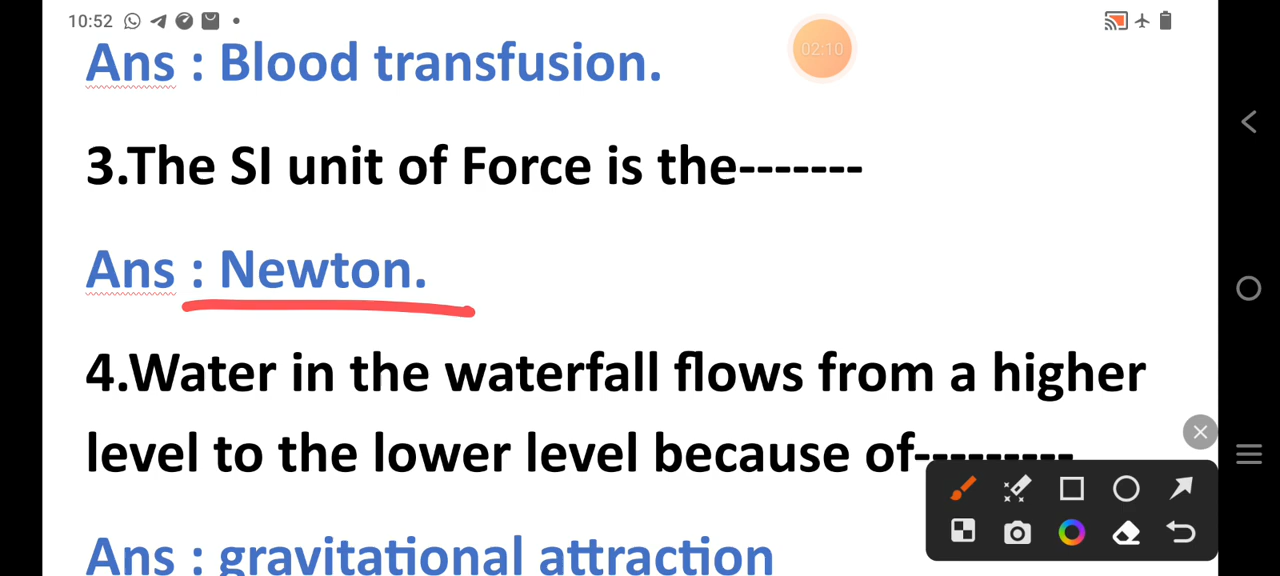 10:52
02:10
Ans : Blood transfusion.
3.The SI unit of Force is the-------
Ans : Newton.
4.Water in the waterfall flows from a higher
level to the lower level because of---------
Ans : gravitational attraction